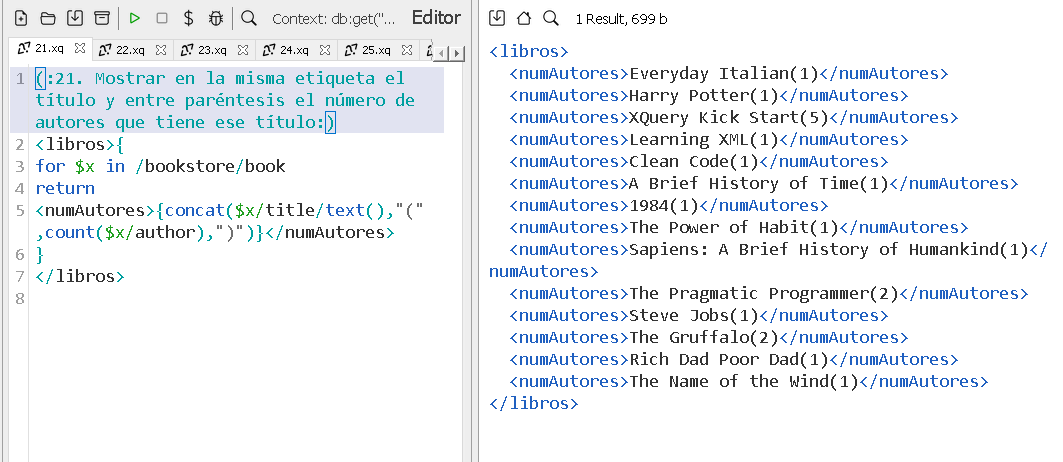 Context: db:get("...
Editor
21.xq
22.xq
23.xq
24.xq
25.xq
1 (:21. Mostrar en la misma etiqueta el
título y entre paréntesis el número de
autores que tiene ese título:)
2 <libros>{
3 for $x in /bookstore/book
4 return
5 <numAutores>{concat($x/title/text(),"("
,count($x/author),")")}</numAutores>
6 }
7 </libros>
8
1 Result, 699 b
<libros>
<numAutores>Everyday Italian(1)</numAutores>
<numAutores>Harry Potter(1)</numAutores>
<numAutores>XQuery Kick Start(5)</numAutores>
<numAutores>Learning XML(1)</numAutores>
<numAutores>Clean Code(1)</numAutores>
<numAutores>A Brief History of Time(1)</numAutores>
<numAutores>1984(1)</numAutores>
<numAutores>The Power of Habit(1)</numAutores>
<numAutores>Sapiens: A Brief History of Humankind(1)</
numAutores>
<numAutores>The Pragmatic Programmer(2)</numAutores>
<numAutores>Steve Jobs(1)</numAutores>
<numAutores>The Gruffalo(2)</numAutores>
<numAutores>Rich Dad Poor Dad(1)</numAutores>
<numAutores>The Name of the Wind(1)</numAutores>
</libros>